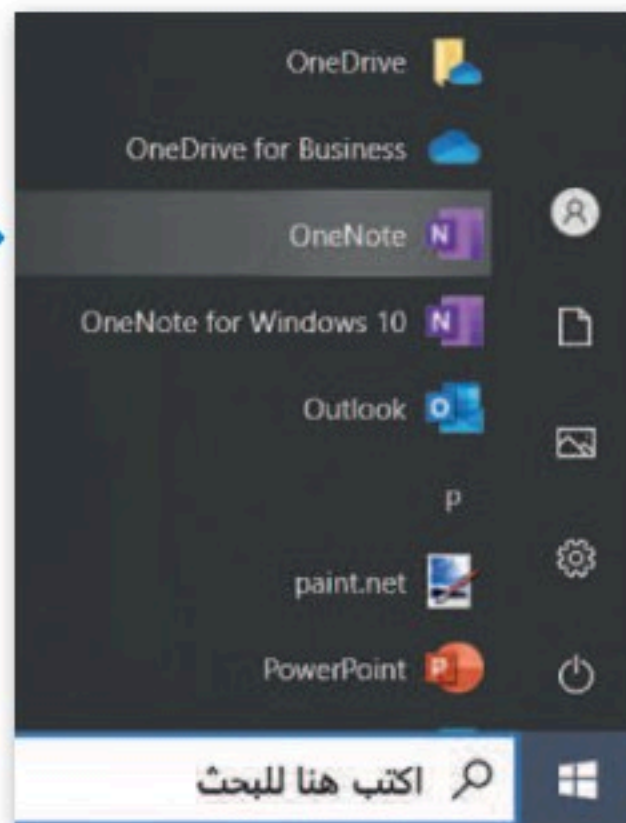 OneDrive
OneDrive for Business
OneNote
OneNote for Windows 10
Outlook
P
paint.net
PowerPoint
اكتب هنا للبحث